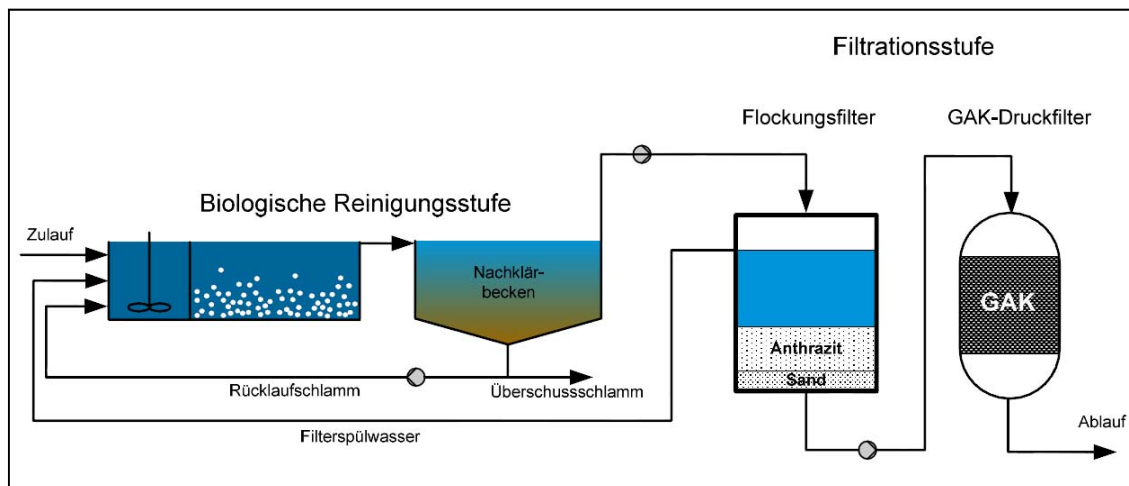 Filtrationsstufe
Flockungsfilter
GAK-Druckfilter
Biologische Reinigungsstufe
Zulauf
Nachklär-
becken
GAK
Anthrazit
Sand
Rücklaufschlamm
Überschussschlamm
Filterspülwasser
Ablauf